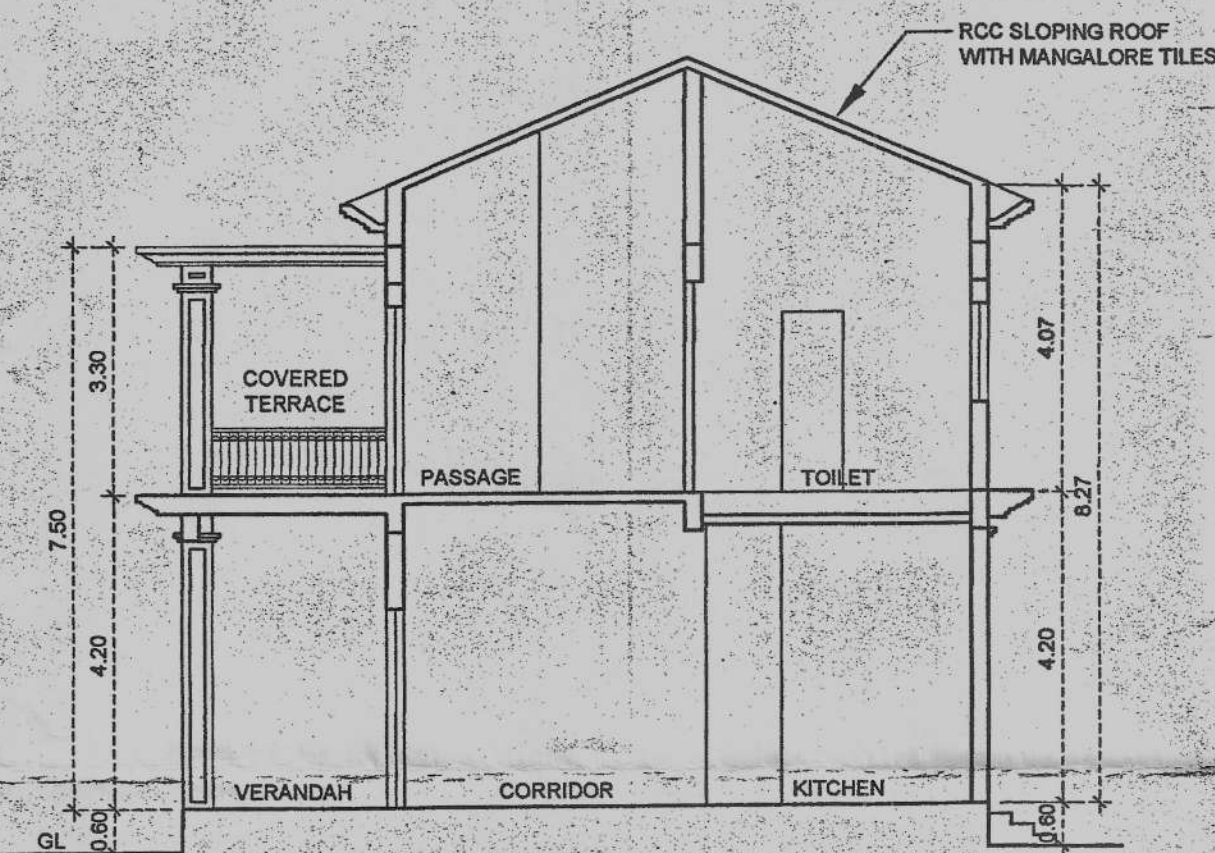 RCC SLOPING ROOF
WITH MANGALORE TILES
COVERED
TERRACE
PASSAGE
TOILET
3.30
7.50
4.20
4.07
8.27
4.20
VERANDAH
CORRIDOR
KITCHEN
GL
0.60
0.60